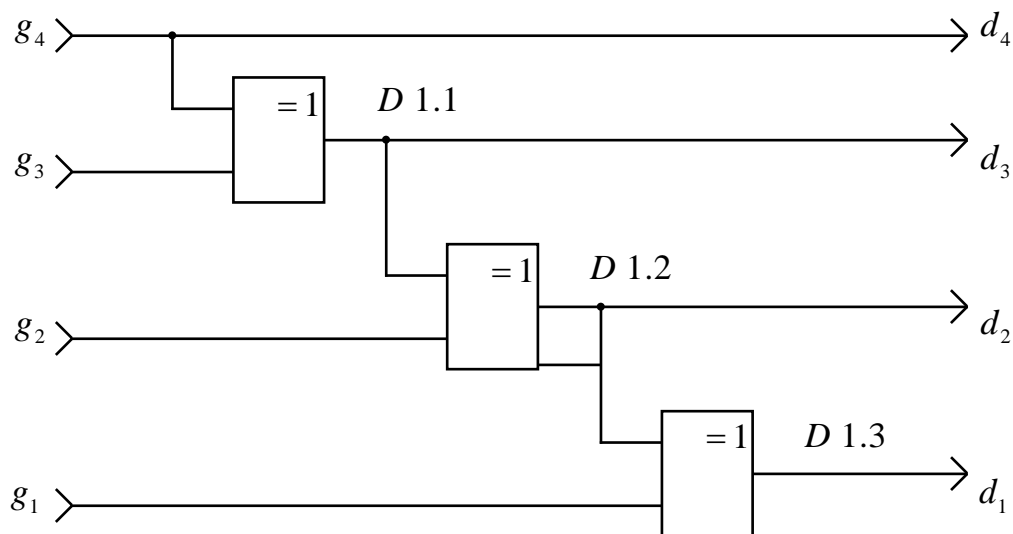 g₄
d₄
= 1
D 1.1
g₃
d₃
= 1
D 1.2
g₂
d₂
= 1
D 1.3
g₁
d₁